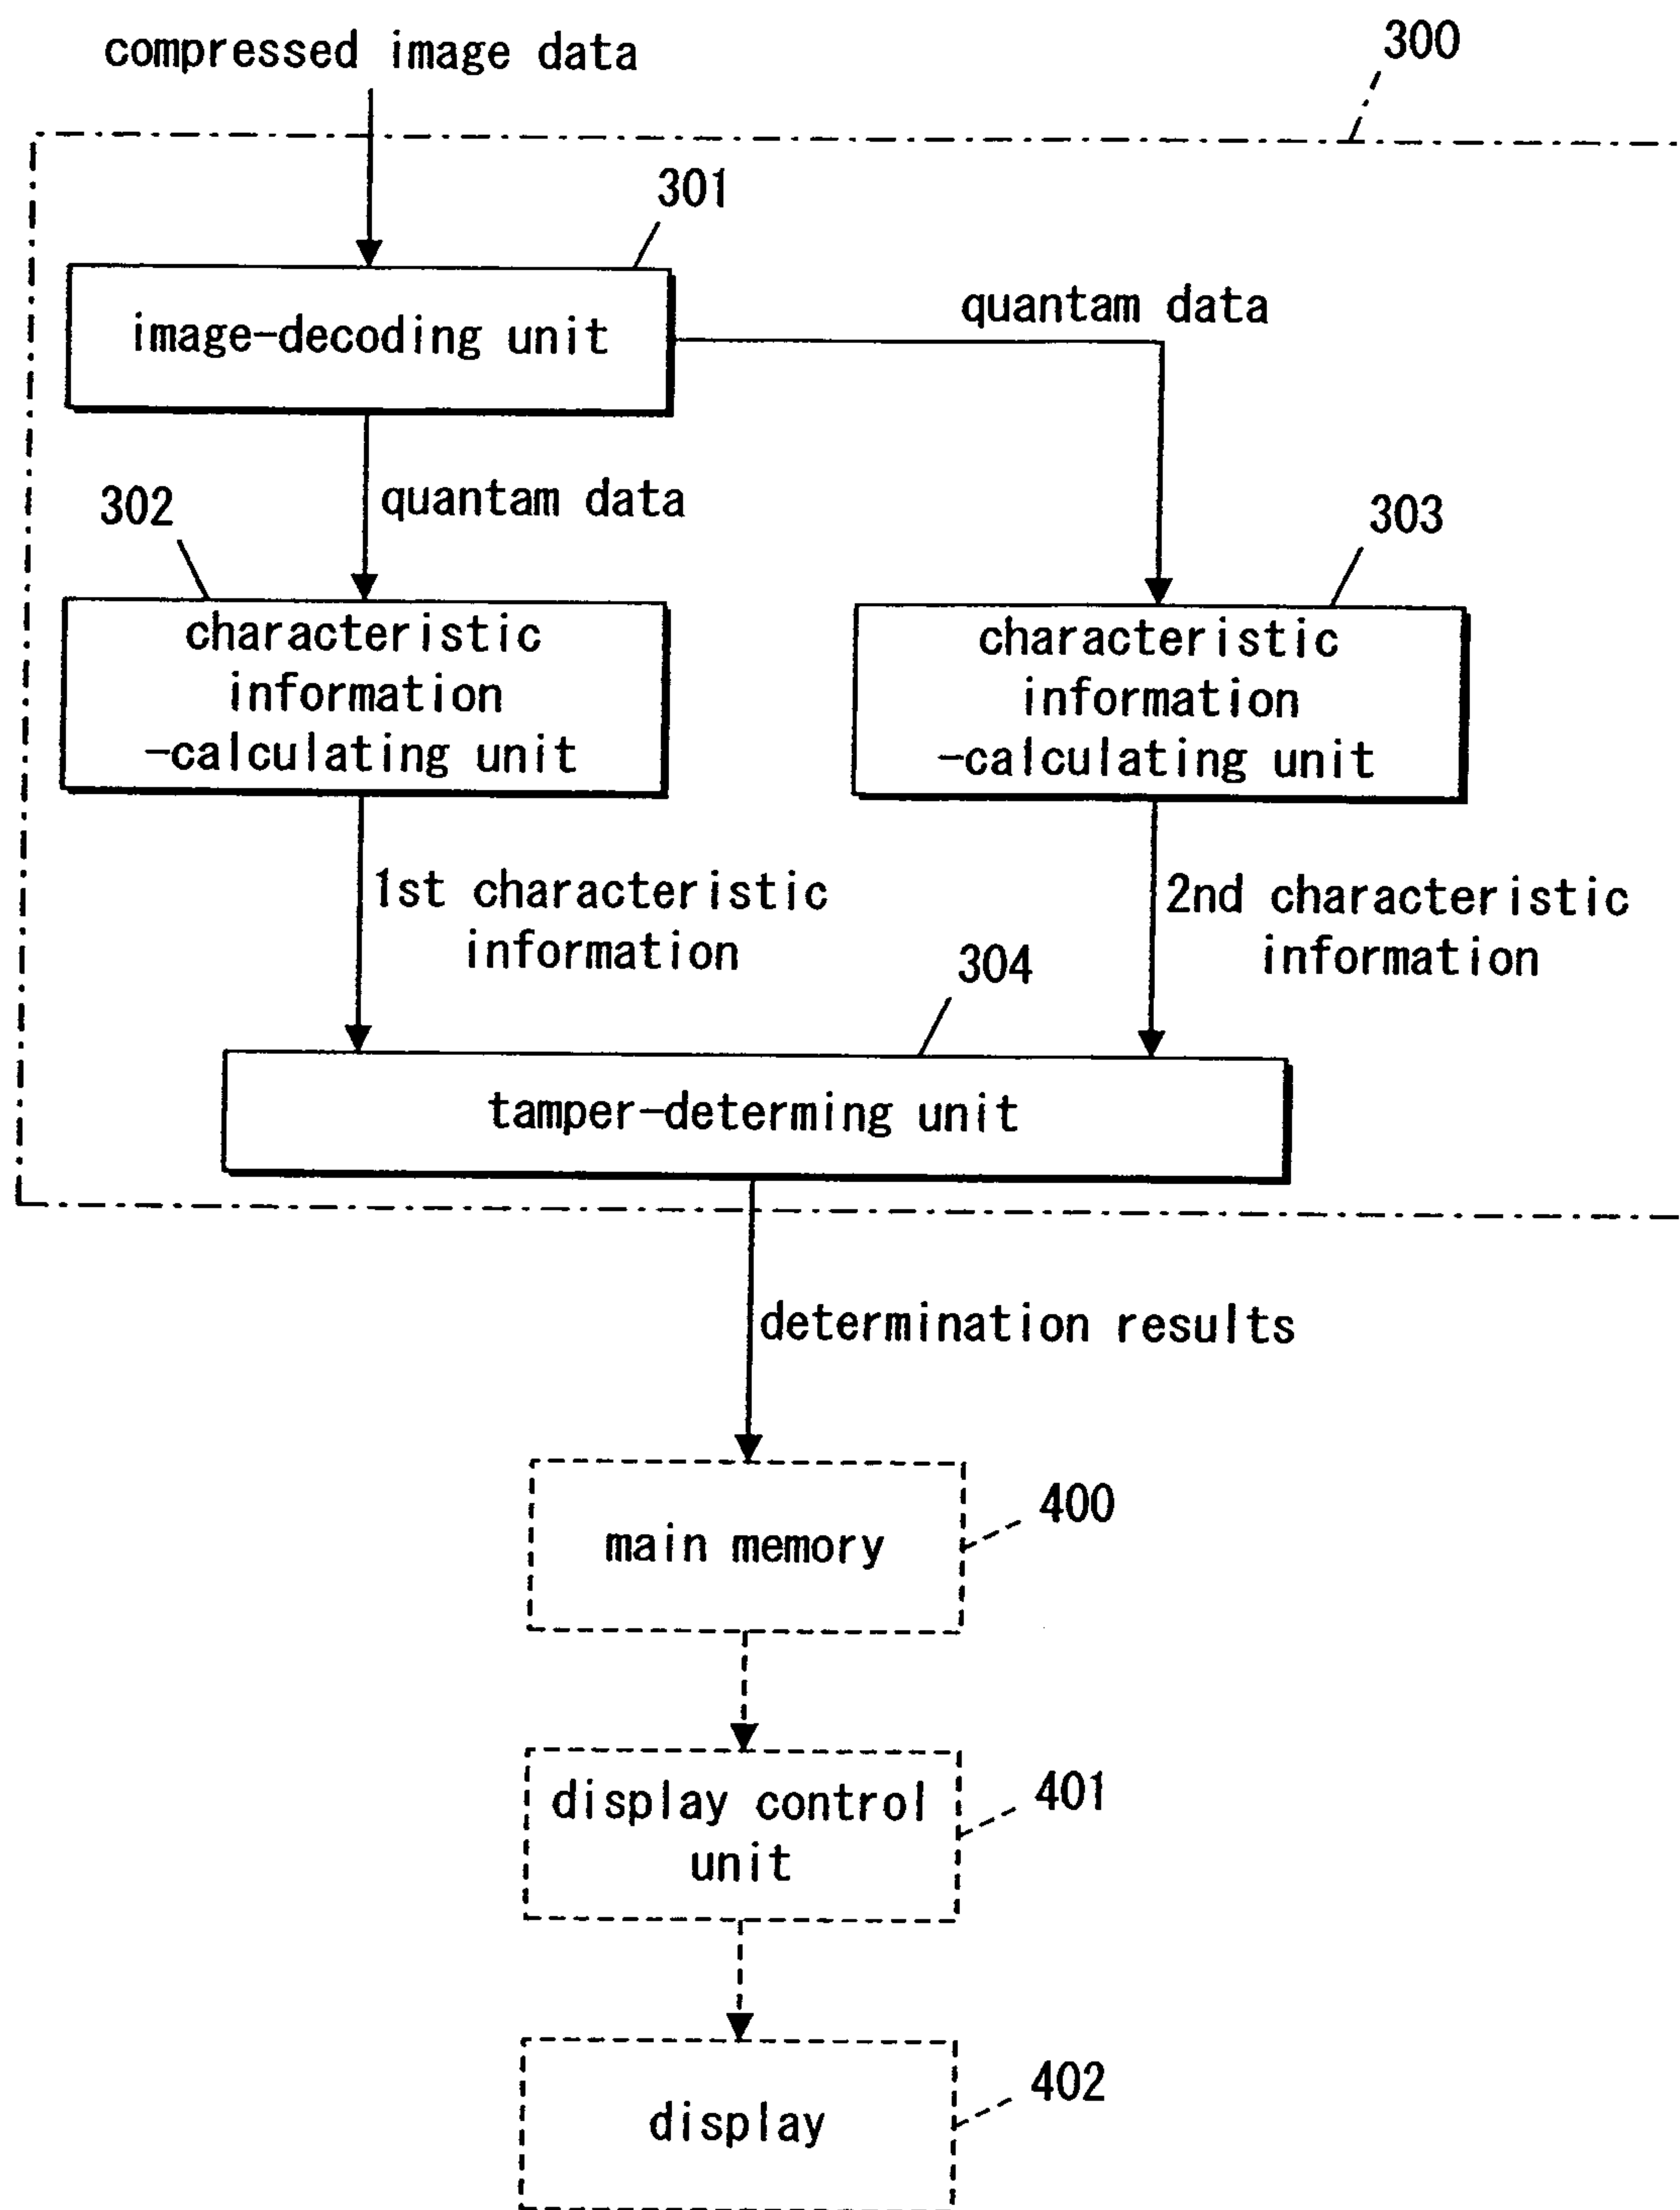 compressed image data
300
301
image-decoding unit
quantam data
302
quantam data
303
characteristic
information
-calculating unit
characteristic
information
-calculating unit
1st characteristic
information
2nd characteristic
information
304
tamper-determing unit
determination results
main memory
400
display control
unit
401
display
402